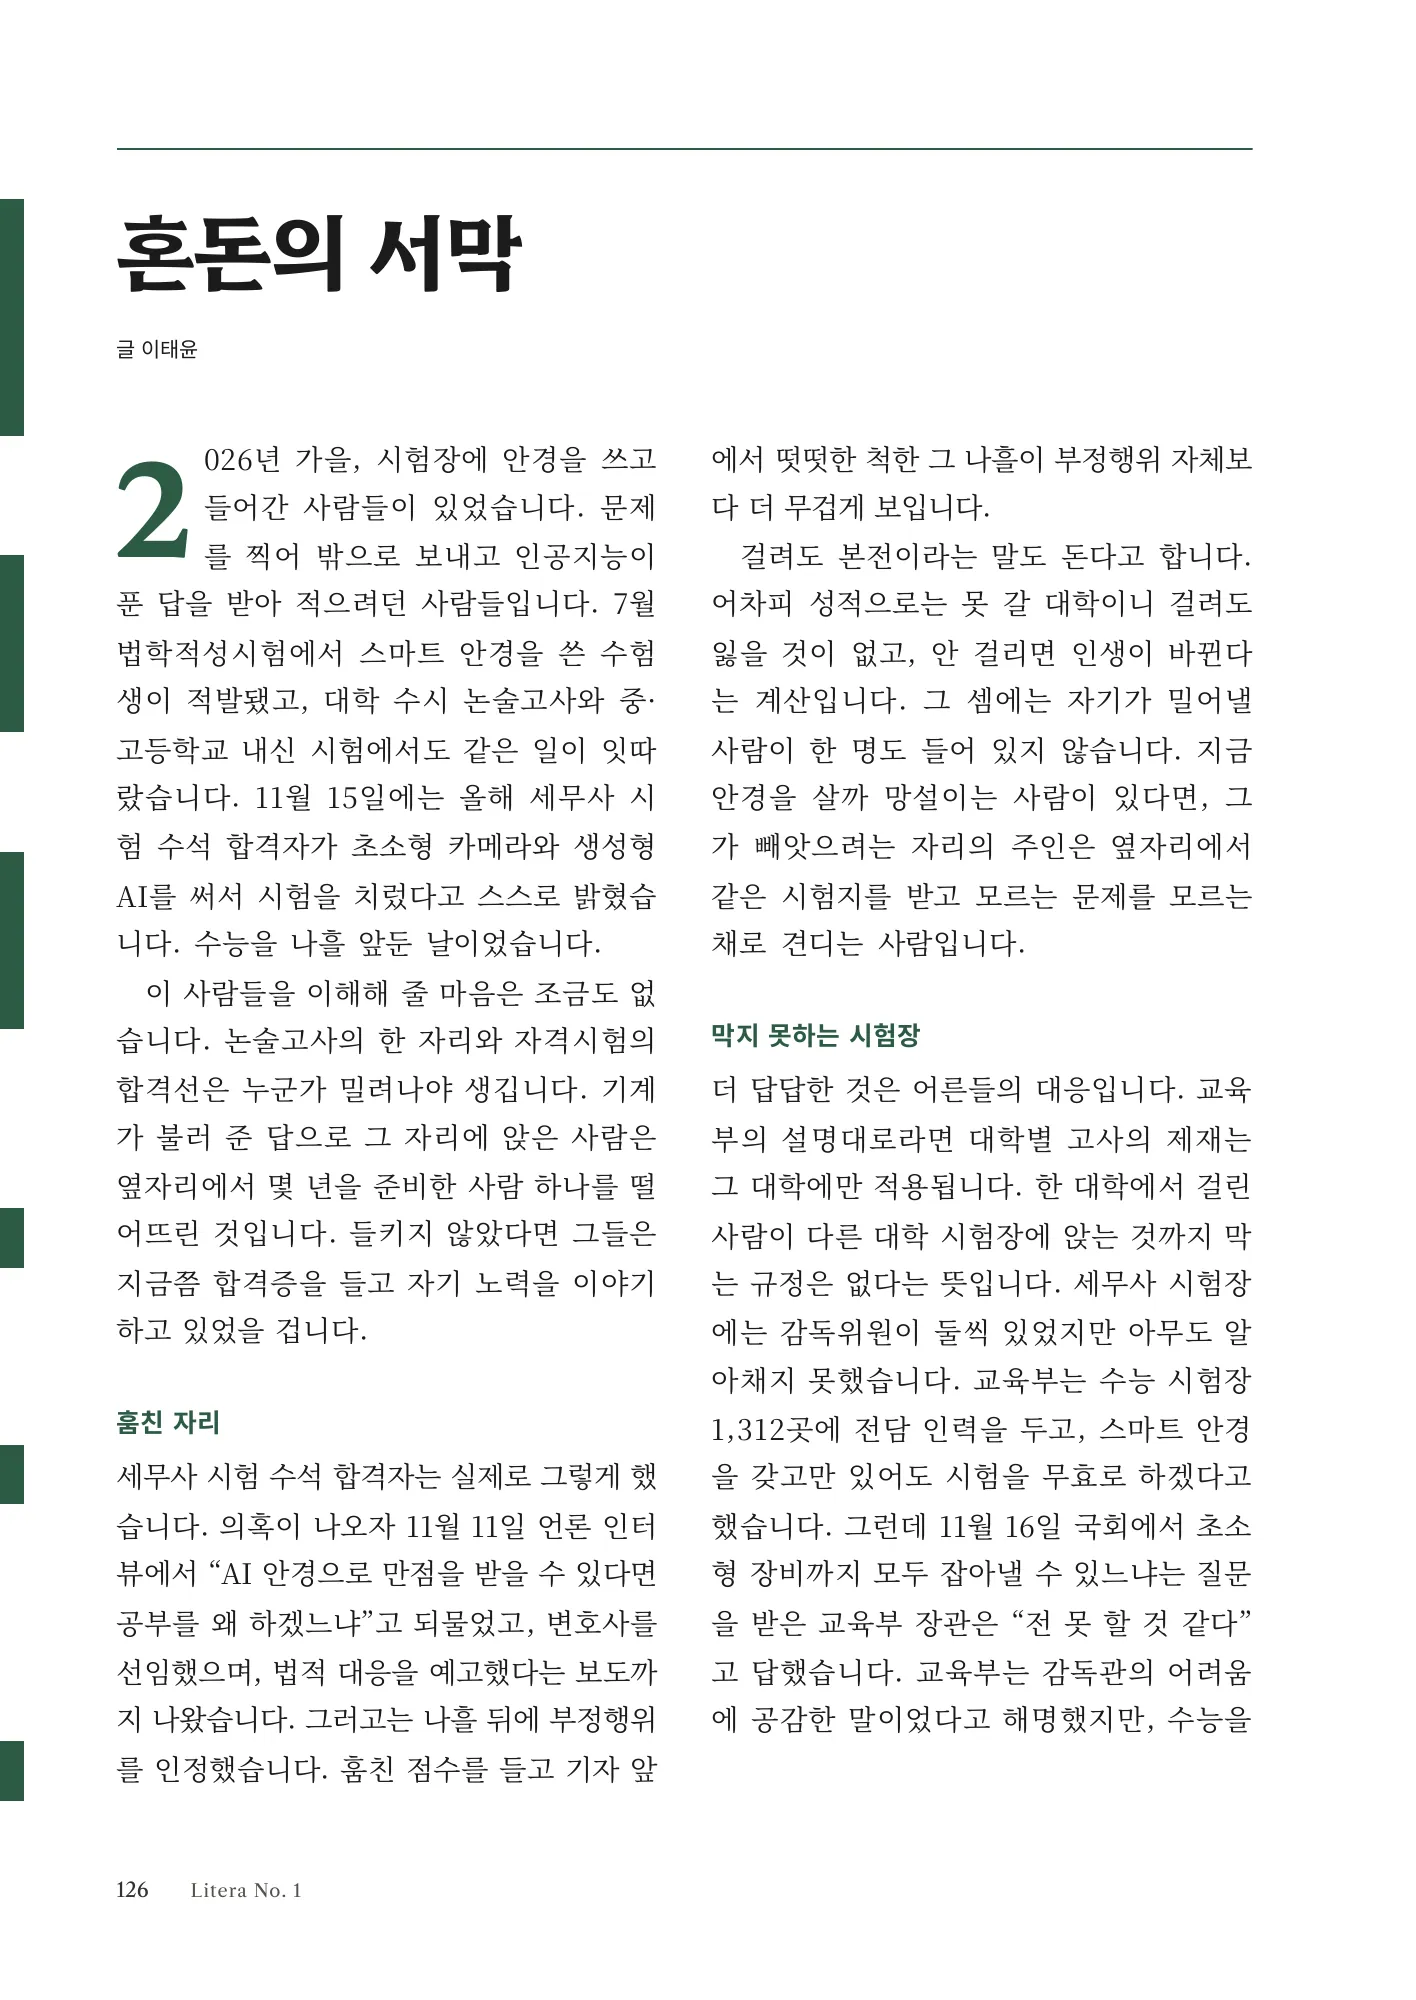 혼돈의 서막
글 이태윤
2026년 가을, 시험장에 안경을 쓰고
들어간 사람들이 있었습니다. 문제
를 찍어 밖으로 보내고 인공지능이
푼 답을 받아 적으려던 사람들입니다. 7월
법학적성시험에서 스마트 안경을 쓴 수험
생이 적발됐고, 대학 수시 논술고사와 중·
고등학교 내신 시험에서도 같은 일이 잇따
랐습니다. 11월 15일에는 올해 세무사 시
험 수석 합격자가 초소형 카메라와 생성형
AI를 써서 시험을 치렀다고 스스로 밝혔습
니다. 수능을 나흘 앞둔 날이었습니다.
이 사람들을 이해해 줄 마음은 조금도 없
습니다. 논술고사의 한 자리와 자격시험의
합격선은 누군가 밀려나야 생깁니다. 기계
가 불러 준 답으로 그 자리에 앉은 사람은
옆자리에서 몇 년을 준비한 사람 하나를 떨
어뜨린 것입니다. 들키지 않았다면 그들은
지금쯤 합격증을 들고 자기 노력을 이야기
하고 있었을 겁니다.
훔친 자리
세무사 시험 수석 합격자는 실제로 그렇게 했
습니다. 의혹이 나오자 11월 11일 언론 인터
뷰에서 “AI 안경으로 만점을 받을 수 있다면
공부를 왜 하겠느냐”고 되물었고, 변호사를
선임했으며, 법적 대응을 예고했다는 보도까
지 나왔습니다. 그러고는 나흘 뒤에 부정행위
를 인정했습니다. 훔친 점수를 들고 기자 앞
에서 떳떳한 척한 그 나흘이 부정행위 자체보
다 더 무겁게 보입니다.
걸려도 본전이라는 말도 돈다고 합니다.
어차피 성적으로는 못 갈 대학이니 걸려도
잃을 것이 없고, 안 걸리면 인생이 바뀐다
는 계산입니다. 그 셈에는 자기가 밀어낼
사람이 한 명도 들어 있지 않습니다. 지금
안경을 살까 망설이는 사람이 있다면, 그
가 빼앗으려는 자리의 주인은 옆자리에서
같은 시험지를 받고 모르는 문제를 모르는
채로 견디는 사람입니다.
막지 못하는 시험장
더 답답한 것은 어른들의 대응입니다. 교육
부의 설명대로라면 대학별 고사의 제재는
그 대학에만 적용됩니다. 한 대학에서 걸린
사람이 다른 대학 시험장에 앉는 것까지 막
는 규정은 없다는 뜻입니다. 세무사 시험장
에는 감독위원이 둘씩 있었지만 아무도 알
아채지 못했습니다. 교육부는 수능 시험장
1,312곳에 전담 인력을 두고, 스마트 안경
을 갖고만 있어도 시험을 무효로 하겠다고
했습니다. 그런데 11월 16일 국회에서 초소
형 장비까지 모두 잡아낼 수 있느냐는 질문
을 받은 교육부 장관은 “전 못 할 것 같다”
고 답했습니다. 교육부는 감독관의 어려움
에 공감한 말이었다고 해명했지만, 수능을
126 Litera No. 1